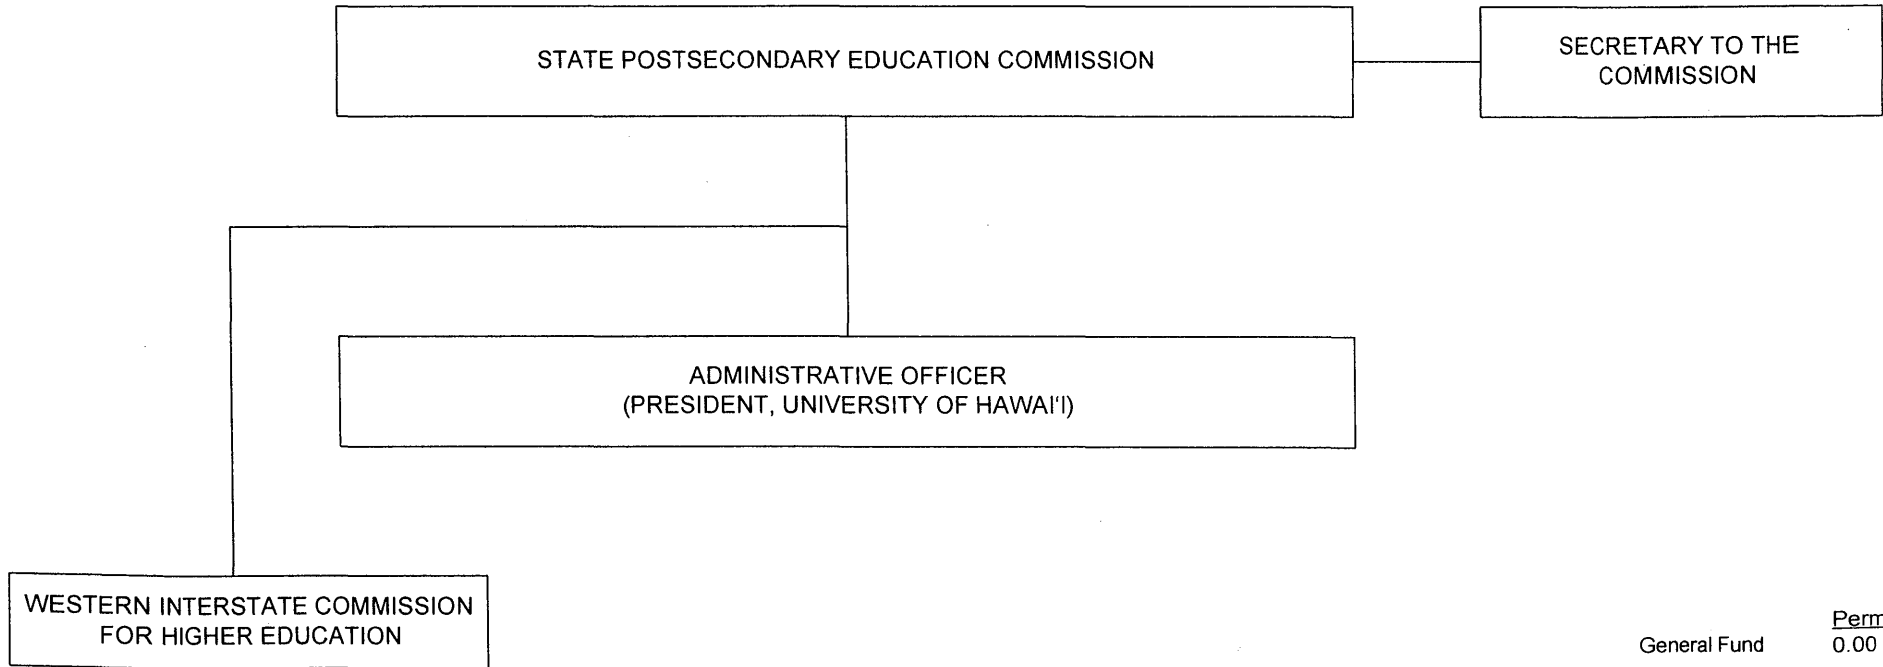 STATE POSTSECONDARY EDUCATION COMMISSION
SECRETARY TO THE
COMMISSION
ADMINISTRATIVE OFFICER
(PRESIDENT, UNIVERSITY OF HAWAI‘I)
WESTERN INTERSTATE COMMISSION
FOR HIGHER EDUCATION
Perm
General Fund 0.00